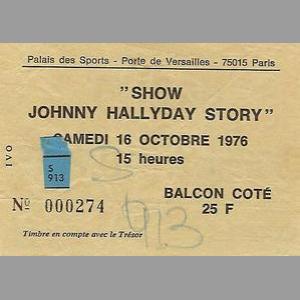 Palais des Sports - Porte de Versailles - 75015 Paris
"SHOW
JOHNNY HALLYDAY STORY"
SAMEDI 16 OCTOBRE 1976
15 heures
IVO
S
913
S
913
BALCON COTÉ
25 F
Nº 000274
Timbre en compte avec le Trésor